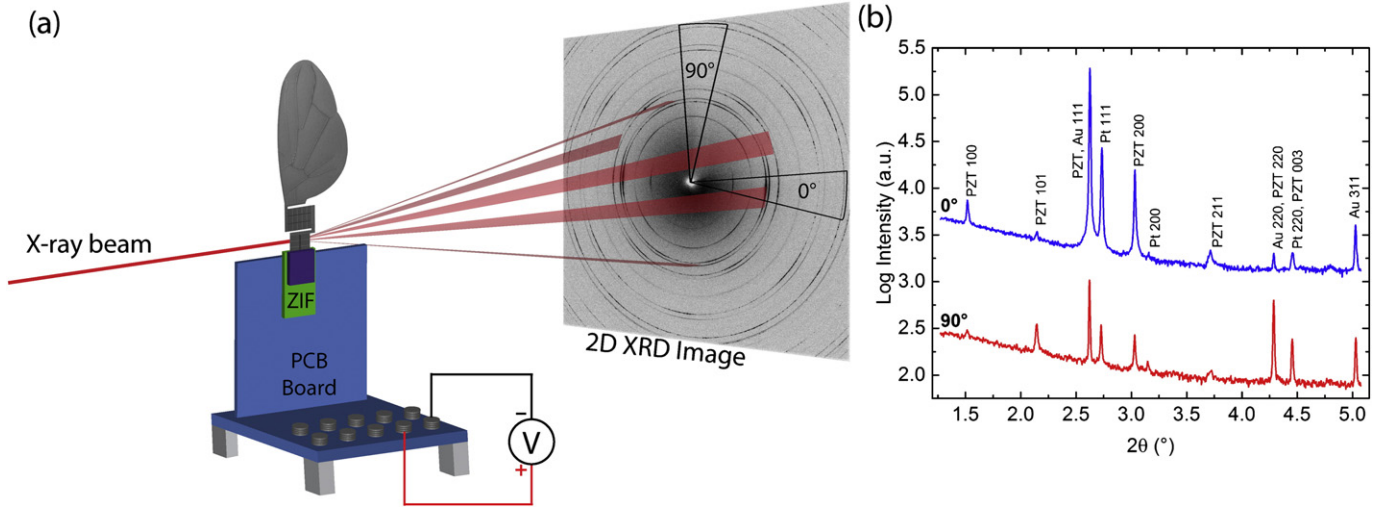 (a)
X-ray beam
ZIF
PCB
Board
90°
0°
2D XRD Image
−
V
+
(b)
Log Intensity (a.u.)
5.5
5.0
4.5
4.0
3.5
3.0
2.5
2.0
0°
90°
PZT 100
PZT 101
PZT, Au 111
Pt 111
PZT 200
Pt 200
PZT 211
Au 220, PZT 220
Pt 220, PZT 003
Au 311
1.5 2.0 2.5 3.0 3.5 4.0 4.5 5.0
2θ (°)